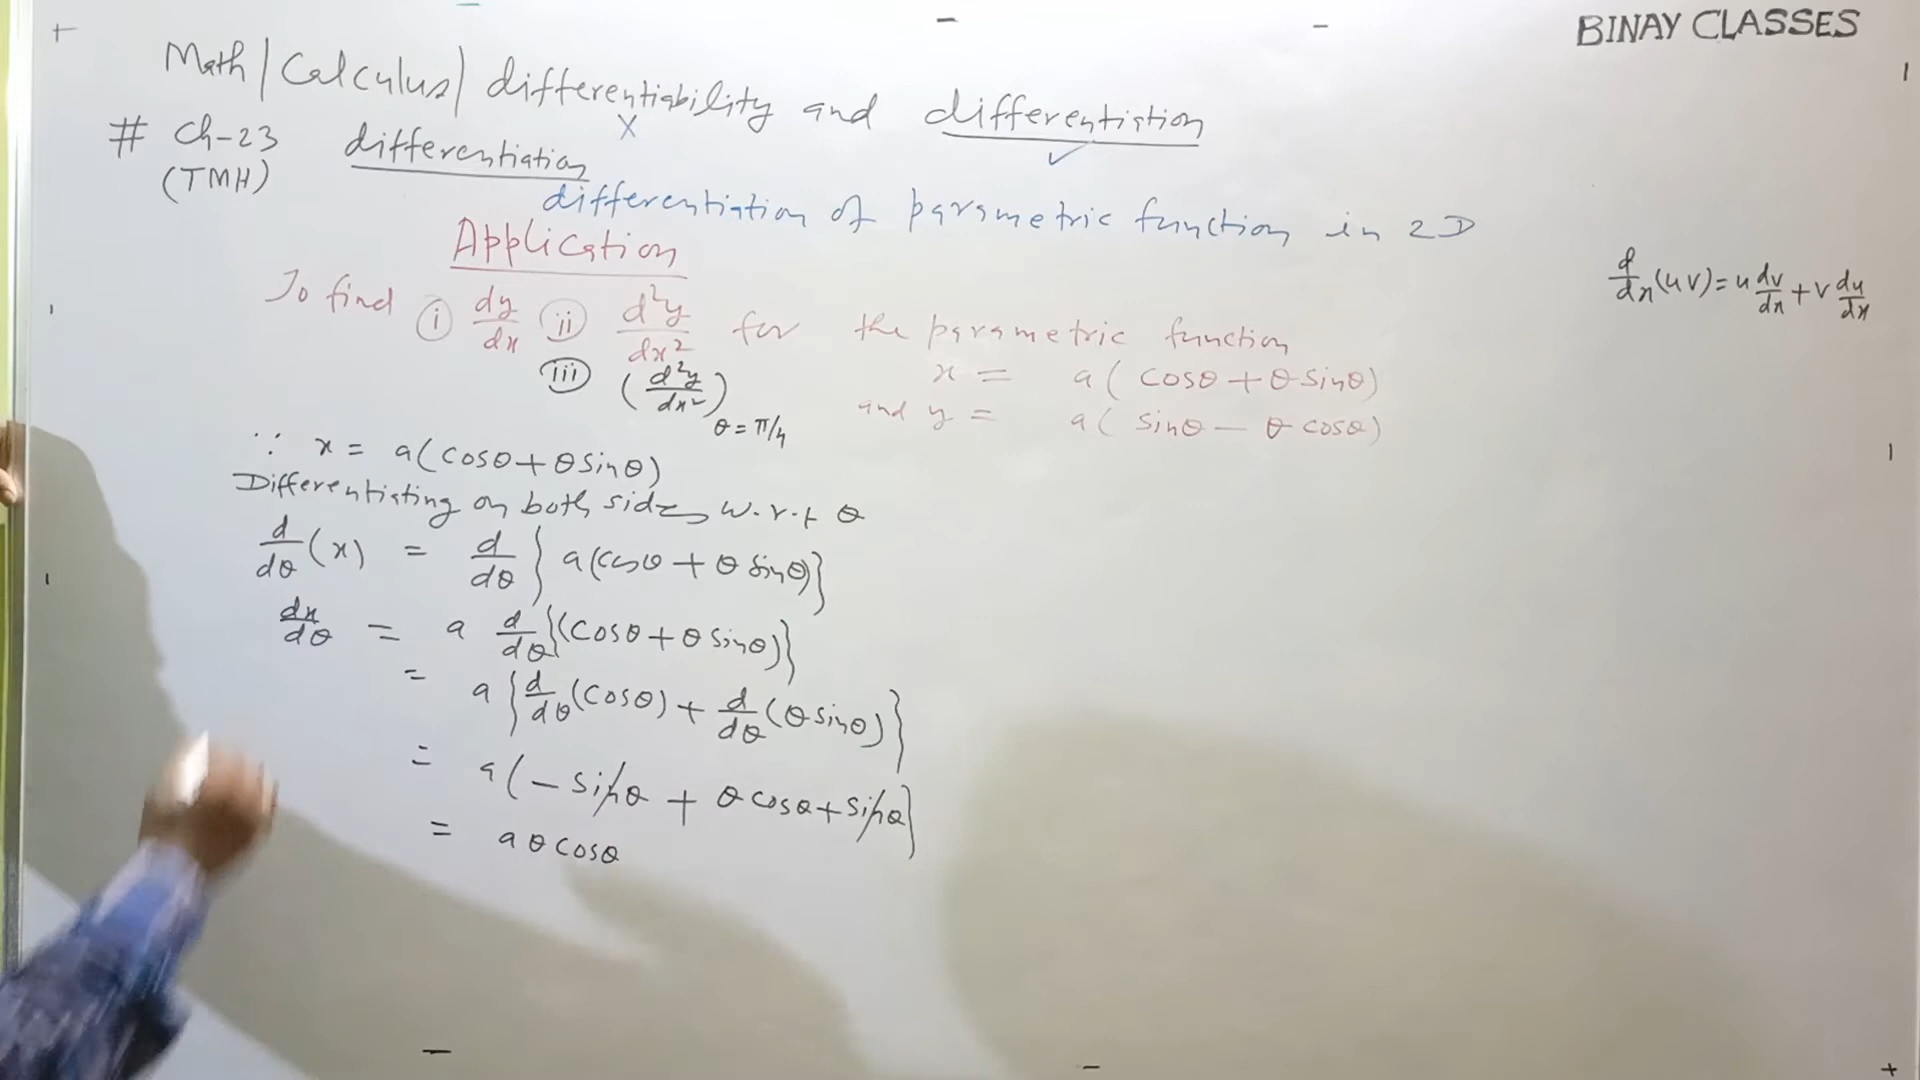 BINAY CLASSES
Math/Calculus/differentiability and differentiation
X ✓
# Ch-23 differentiation
(TMH)
differentiation of parametric function in 2D
Application
d/dx(uv) = u dv/dx + v du/dx
To find (i) dy/dx (ii) d²y/dx² for the parametric function
(iii) (d²y/dx²)θ=π/4
x = a(cosθ + θ sinθ)
and y = a(sinθ − θ cosθ)
∵ x = a(cosθ + θ sinθ)
Differentiating on both sides w.r.t θ
d/dθ (x) = d/dθ {a(cosθ + θ sinθ)}
dx/dθ = a d/dθ {(cosθ + θ sinθ)}
= a {d/dθ (cosθ) + d/dθ (θ sinθ)}
= a(−sinθ + θ cosθ + sinθ}
= a θ cosθ